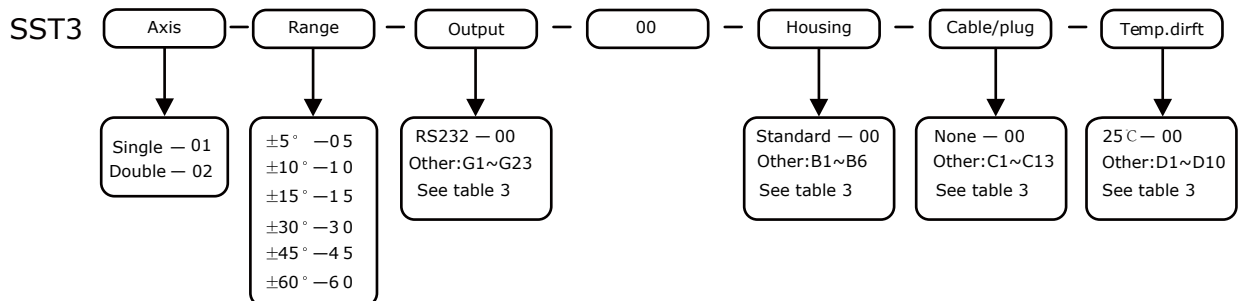 SST3 Axis — Range — Output — 00 — Housing — Cable/plug — Temp.dirft
Single — 01
Double — 02
±5° —05
±10° —10
±15° —15
±30° —30
±45° —45
±60° —60
RS232 — 00
Other:G1~G23
See table 3
Standard — 00
Other:B1~B6
See table 3
None — 00
Other:C1~C13
See table 3
25℃— 00
Other:D1~D10
See table 3